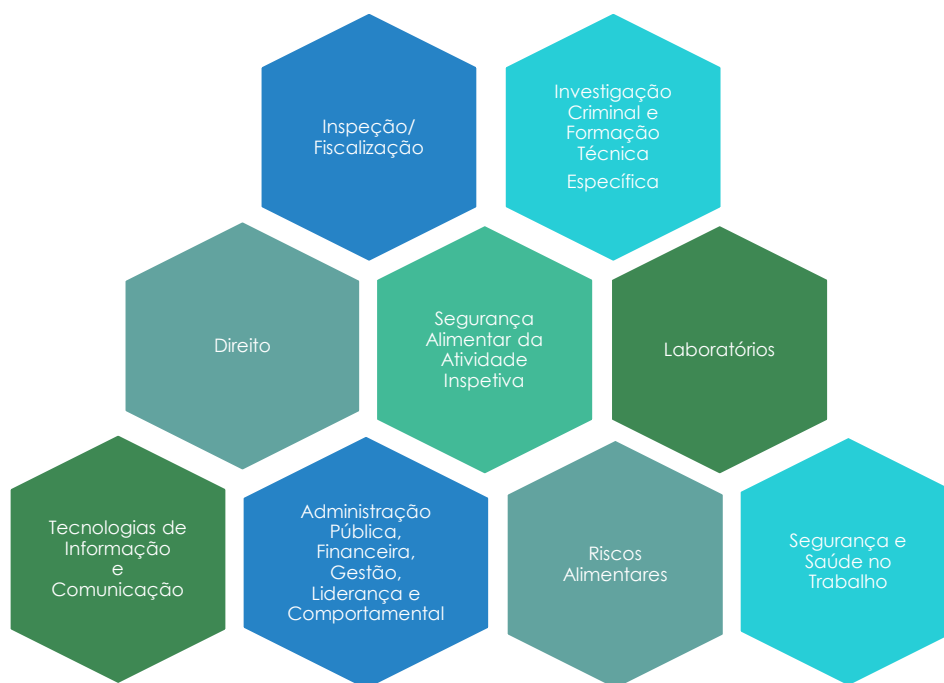 Inspeção/
Fiscalização
Investigação
Criminal e
Formação
Técnica
Específica
Direito
Segurança
Alimentar da
Atividade
Inspetiva
Laboratórios
Tecnologias de
Informação
e
Comunicação
Administração
Pública,
Financeira,
Gestão,
Liderança e
Comportamental
Riscos
Alimentares
Segurança e
Saúde no
Trabalho